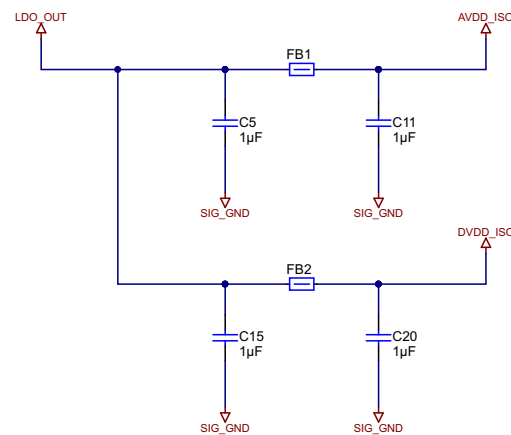 LDO_OUT
AVDD_ISO
FB1
C5
1µF
C11
1µF
SIG_GND
SIG_GND
DVDD_ISO
FB2
C15
1µF
C20
1µF
SIG_GND
SIG_GND